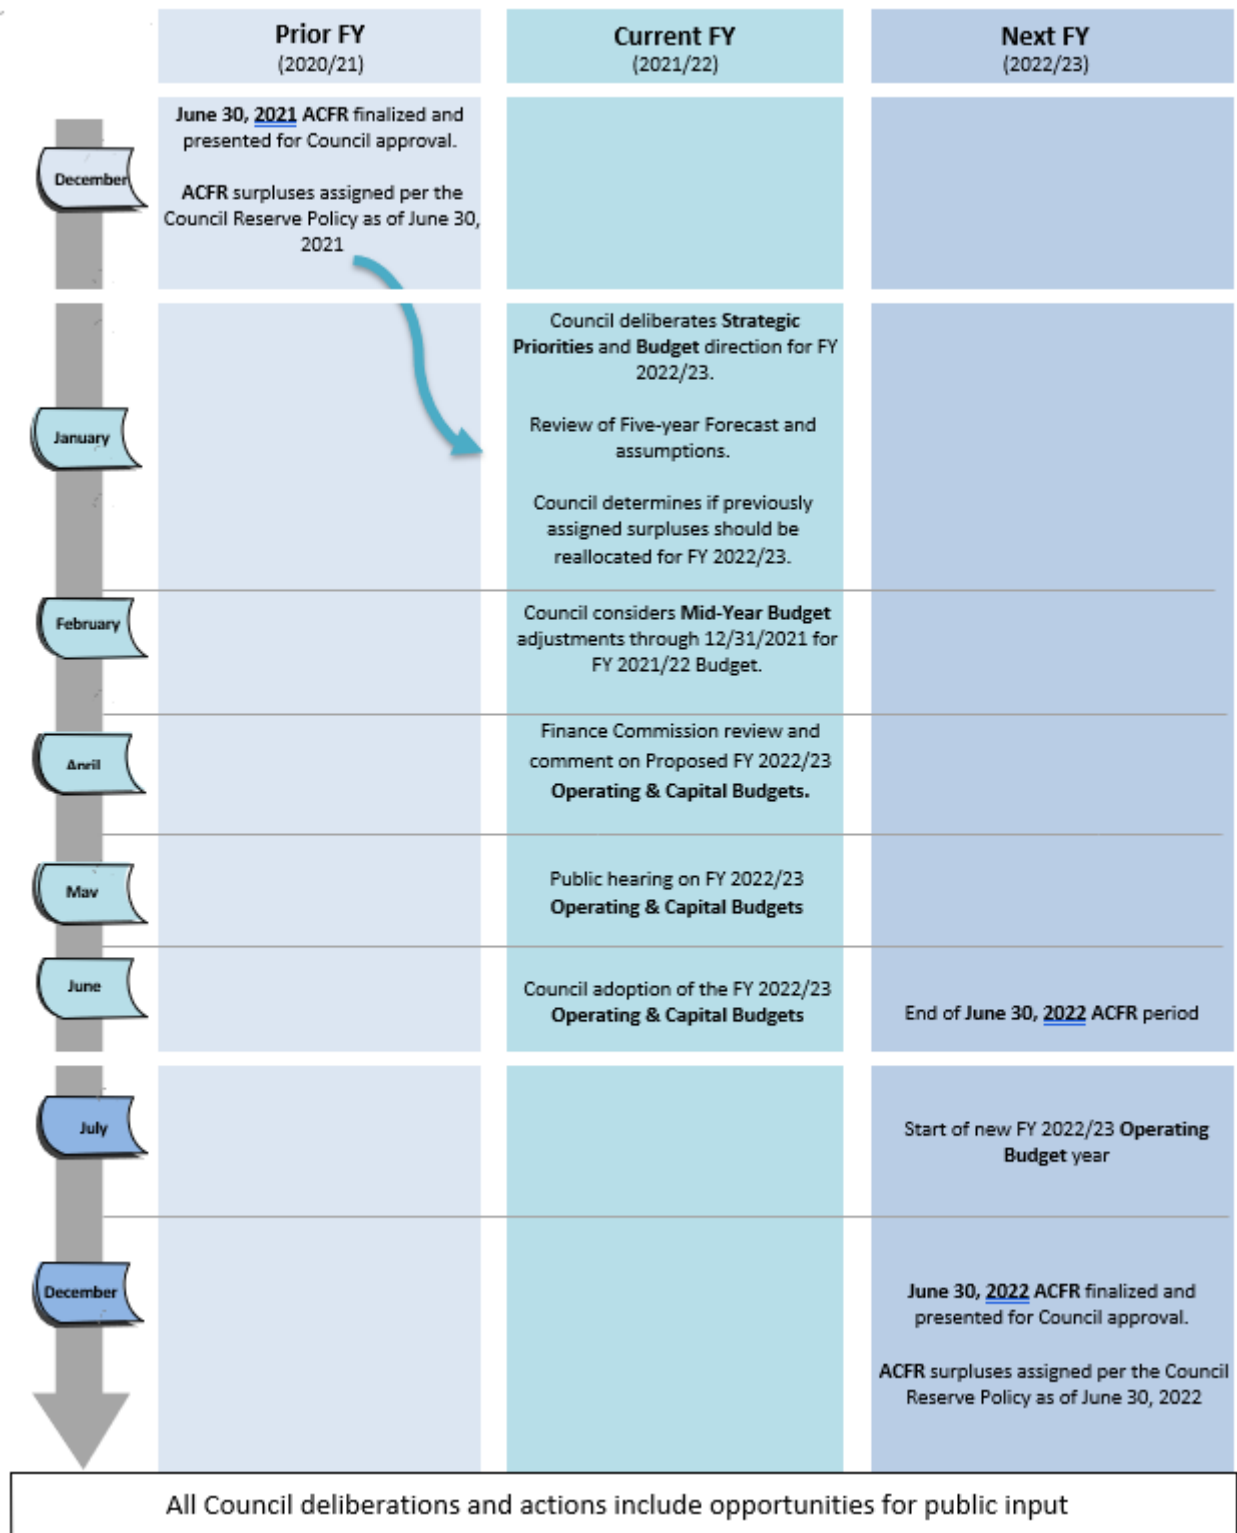 Prior FY
(2020/21)
Current FY
(2021/22)
Next FY
(2022/23)
December
June 30, 2021 ACFR finalized and
presented for Council approval.
ACFR surpluses assigned per the
Council Reserve Policy as of June 30,
2021
January
Council deliberates Strategic
Priorities and Budget direction for FY
2022/23.
Review of Five-year Forecast and
assumptions.
Council determines if previously
assigned surpluses should be
reallocated for FY 2022/23.
February
Council considers Mid-Year Budget
adjustments through 12/31/2021 for
FY 2021/22 Budget.
April
Finance Commission review and
comment on Proposed FY 2022/23
Operating & Capital Budgets.
May
Public hearing on FY 2022/23
Operating & Capital Budgets
June
Council adoption of the FY 2022/23
Operating & Capital Budgets
End of June 30, 2022 ACFR period
July
Start of new FY 2022/23 Operating
Budget year
December
June 30, 2022 ACFR finalized and
presented for Council approval.
ACFR surpluses assigned per the Council
Reserve Policy as of June 30, 2022
All Council deliberations and actions include opportunities for public input